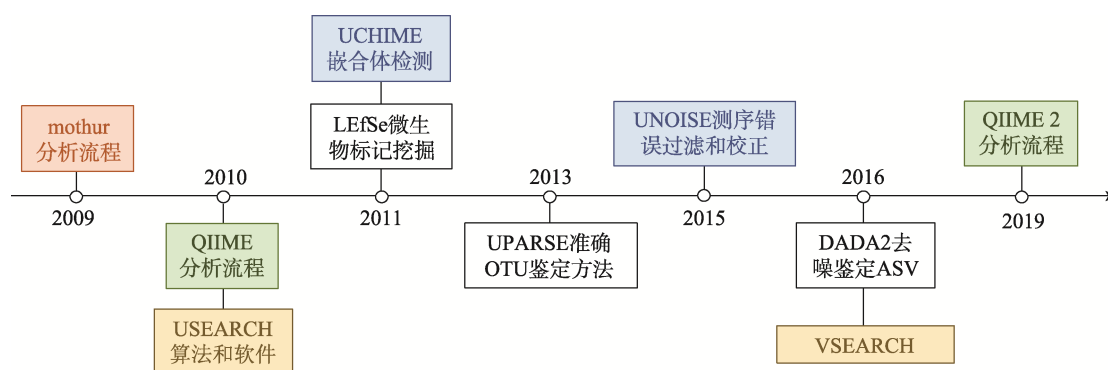 mothur
分析流程
2009
2010
QIIME
分析流程
USEARCH
算法和软件
UCHIME
嵌合体检测
LEfSe微生
物标记挖掘
2011
2013
UPARSE准确
OTU鉴定方法
UNOISE测序错
误过滤和校正
2015
2016
DADA2去
噪鉴定ASV
VSEARCH
QIIME 2
分析流程
2019